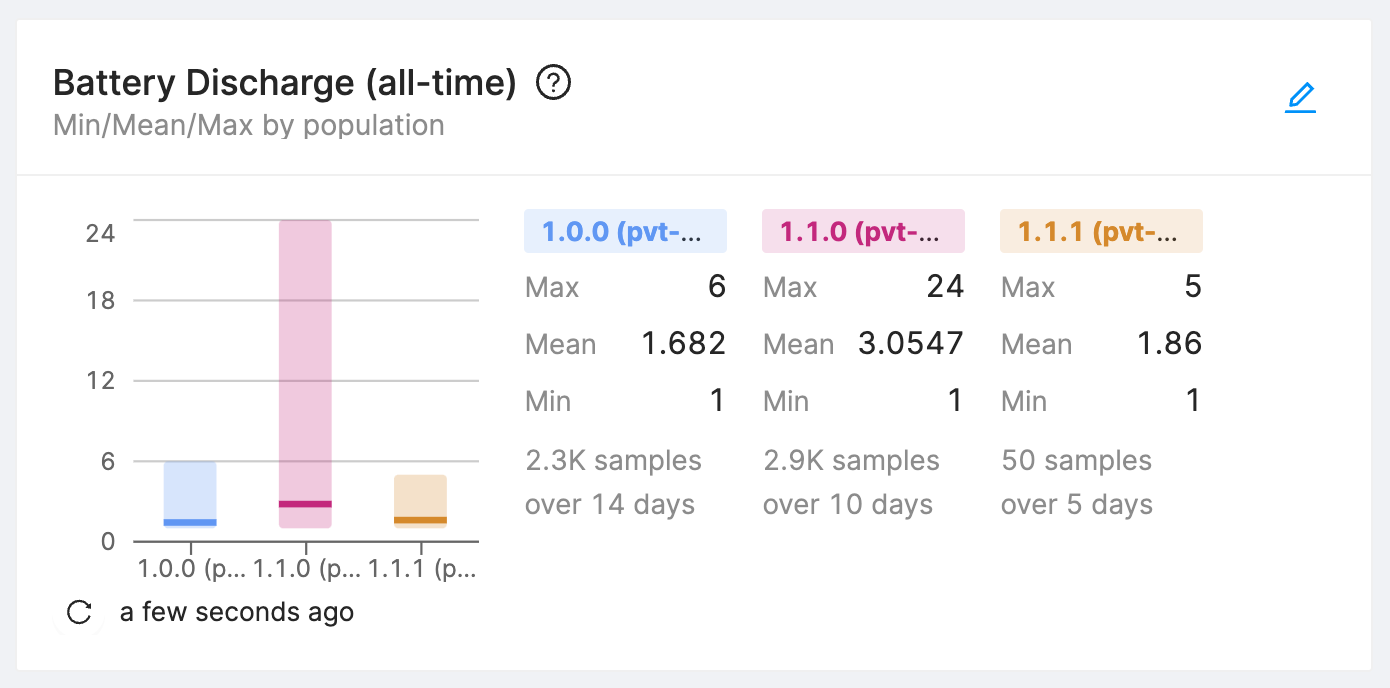 Battery Discharge (all-time) ?
Min/Mean/Max by population
24
18
12
6
0
1.0.0 (p... 1.1.0 (p... 1.1.1 (p...
a few seconds ago
1.0.0 (pvt-...
Max 6
Mean 1.682
Min 1
2.3K samples
over 14 days
1.1.0 (pvt-...
Max 24
Mean 3.0547
Min 1
2.9K samples
over 10 days
1.1.1 (pvt-...
Max 5
Mean 1.86
Min 1
50 samples
over 5 days